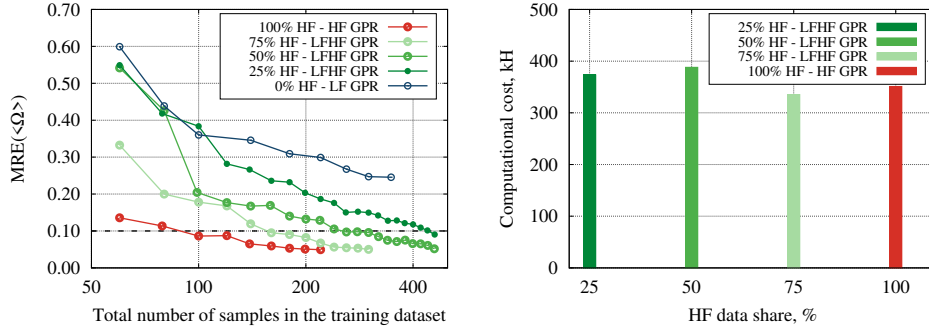 100% HF - HF GPR
75% HF - LFHF GPR
50% HF - LFHF GPR
25% HF - LFHF GPR
0% HF - LF GPR
MRE(<Ω>)
0.60
0.50
0.40
0.30
0.20
0.10
0.00
50
100
200
400
Total number of samples in the training dataset
25% HF - LFHF GPR
50% HF - LFHF GPR
75% HF - LFHF GPR
100% HF - HF GPR
Computational cost, kH
500
400
300
200
100
0
25
50
75
100
HF data share, %